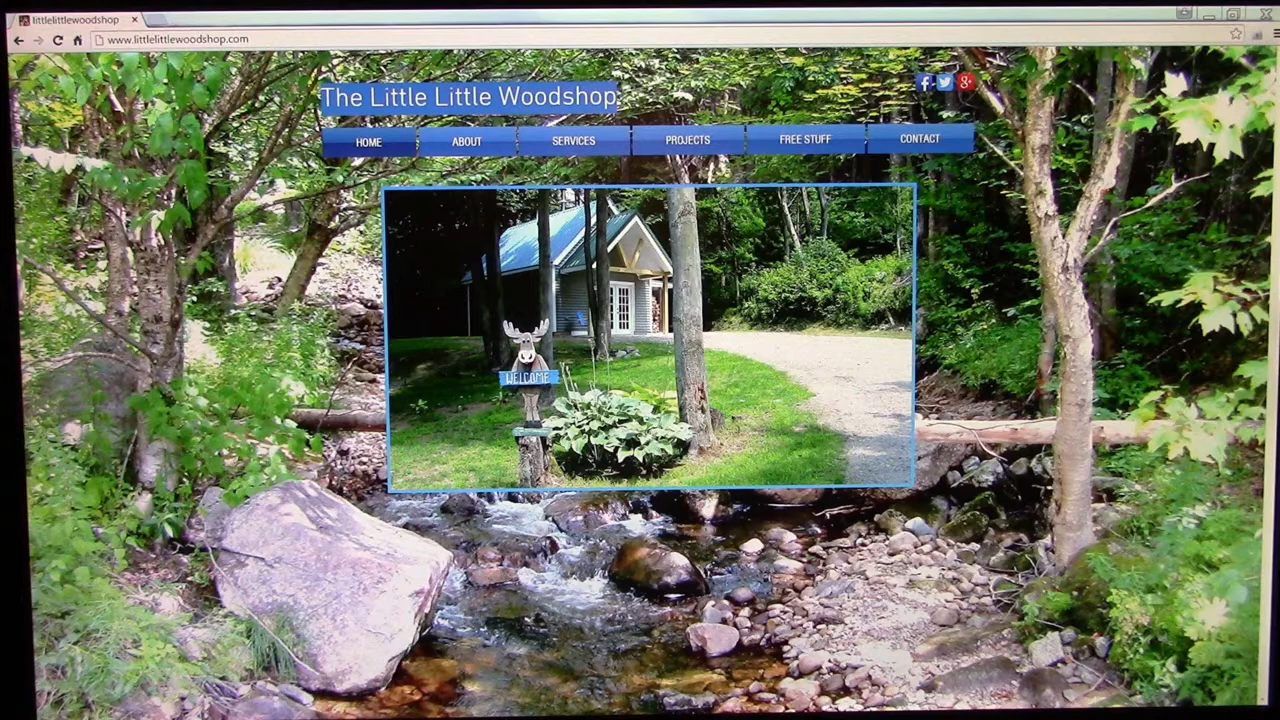 littlelittlewoodshop
www.littlelittlewoodshop.com
The Little Little Woodshop
HOME ABOUT SERVICES PROJECTS FREE STUFF CONTACT
WELCOME